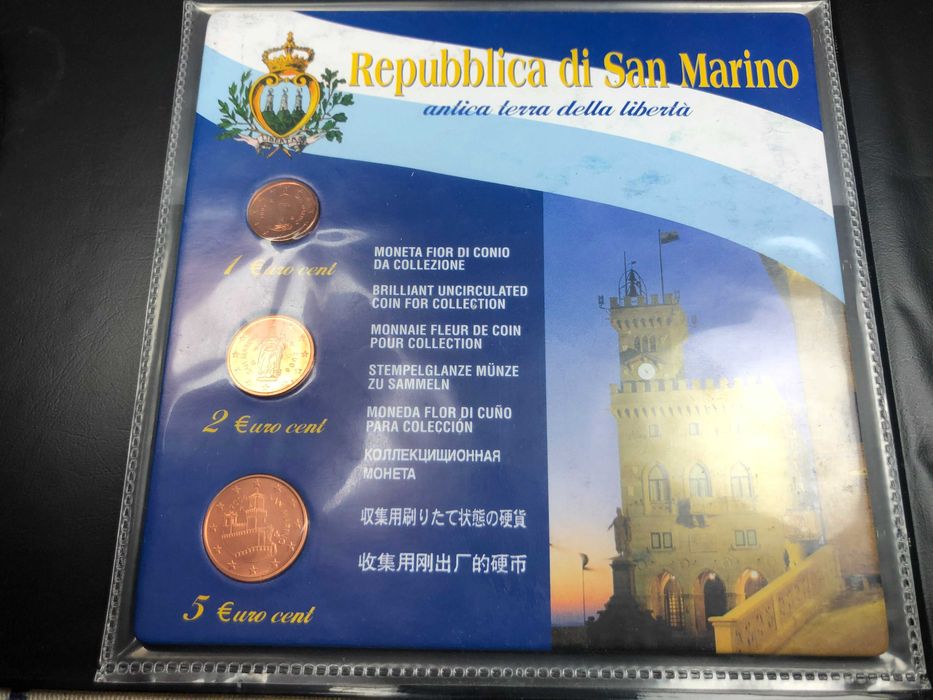 Repubblica di San Marino
antica terra della libertà
LIBERTAS
1 €uro cent
MONETA FIOR DI CONIO
DA COLLEZIONE
BRILLIANT UNCIRCULATED
COIN FOR COLLECTION
MONNAIE FLEUR DE COIN
POUR COLLECTION
STEMPELGLANZE MÜNZE
ZU SAMMELN
2 €uro cent
MONEDA FLOR DE CUÑO
PARA COLECCIÓN
КОЛЛЕКЦИЩИОННАЯ
МОНЕТА
収集用刷りたて状態の硬貨
收集用刚出厂的硬币
5 €uro cent